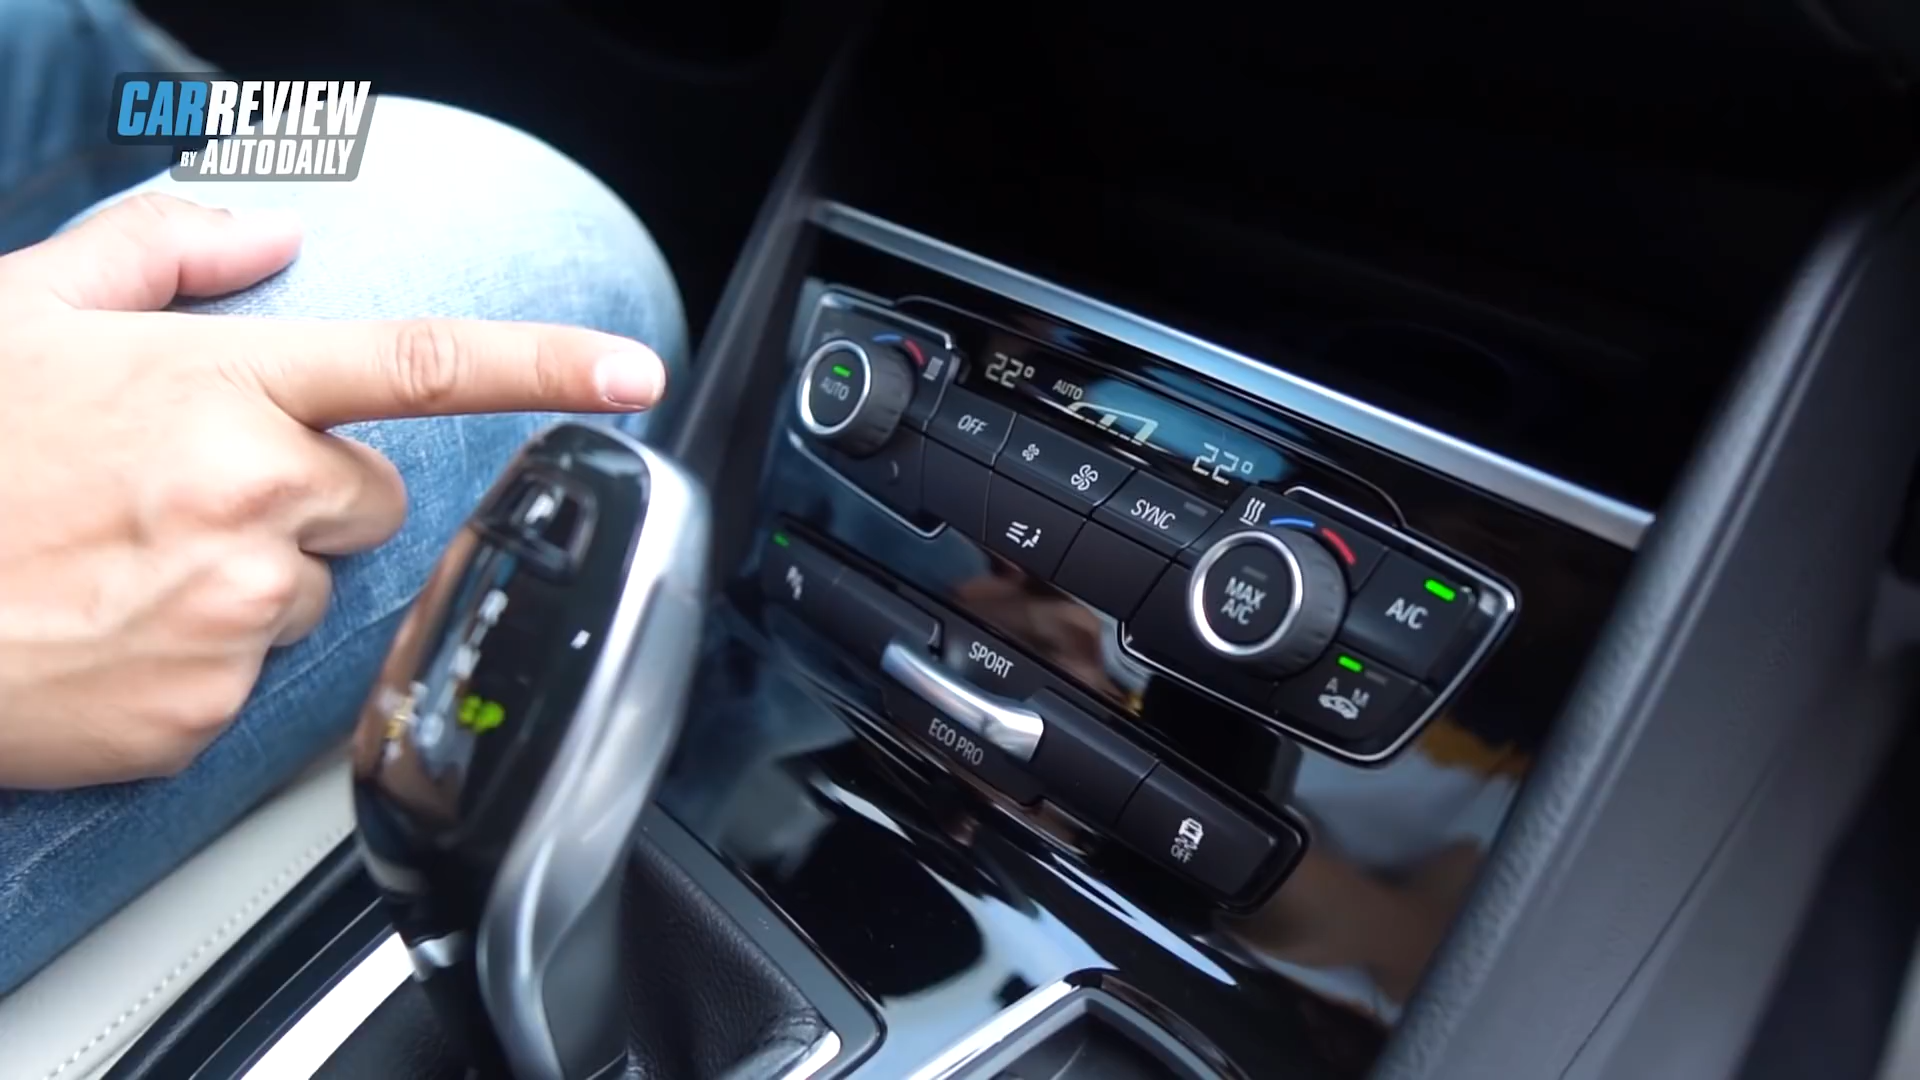 CARREVIEW
BY AUTODAILY
AUTO
22°
AUTO
22°
OFF
SYNC
MAX
A/C
A/C
A M
SPORT
ECO PRO
OFF
P
R
N